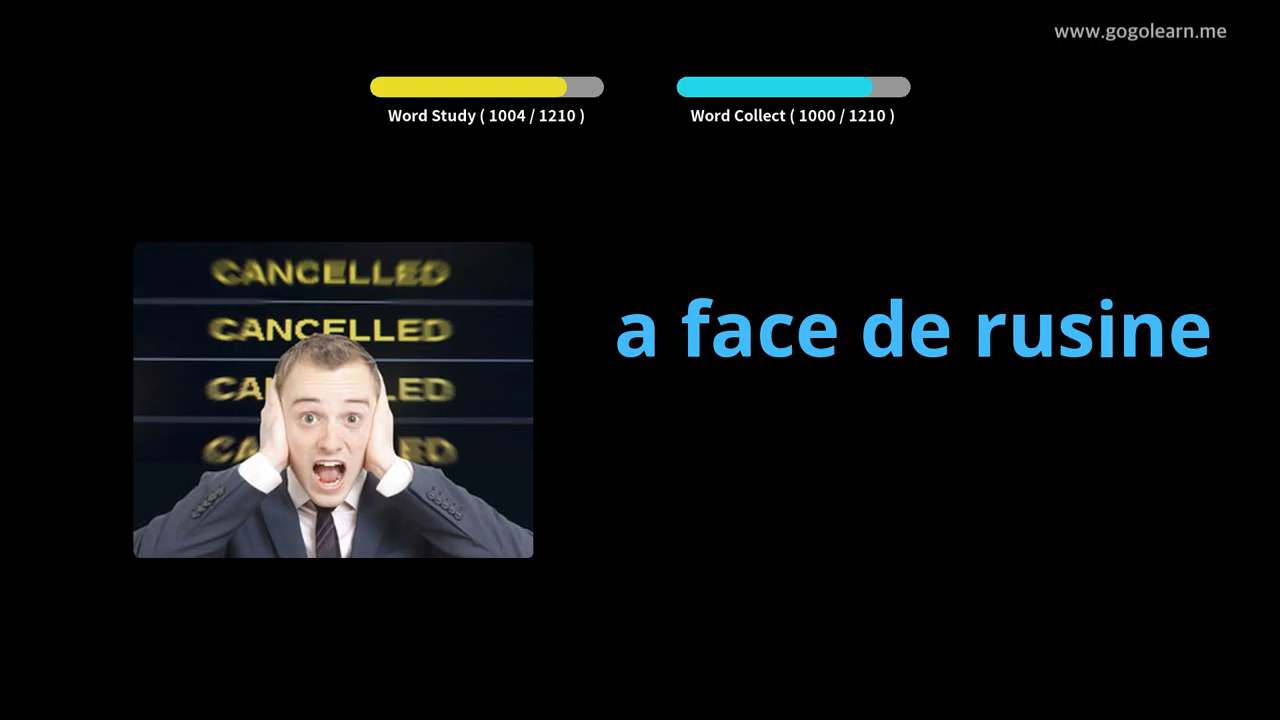 www.gogolearn.me
Word Study ( 1004 / 1210 )
Word Collect ( 1000 / 1210 )
CANCELLED
CANCELLED
a face de rusine